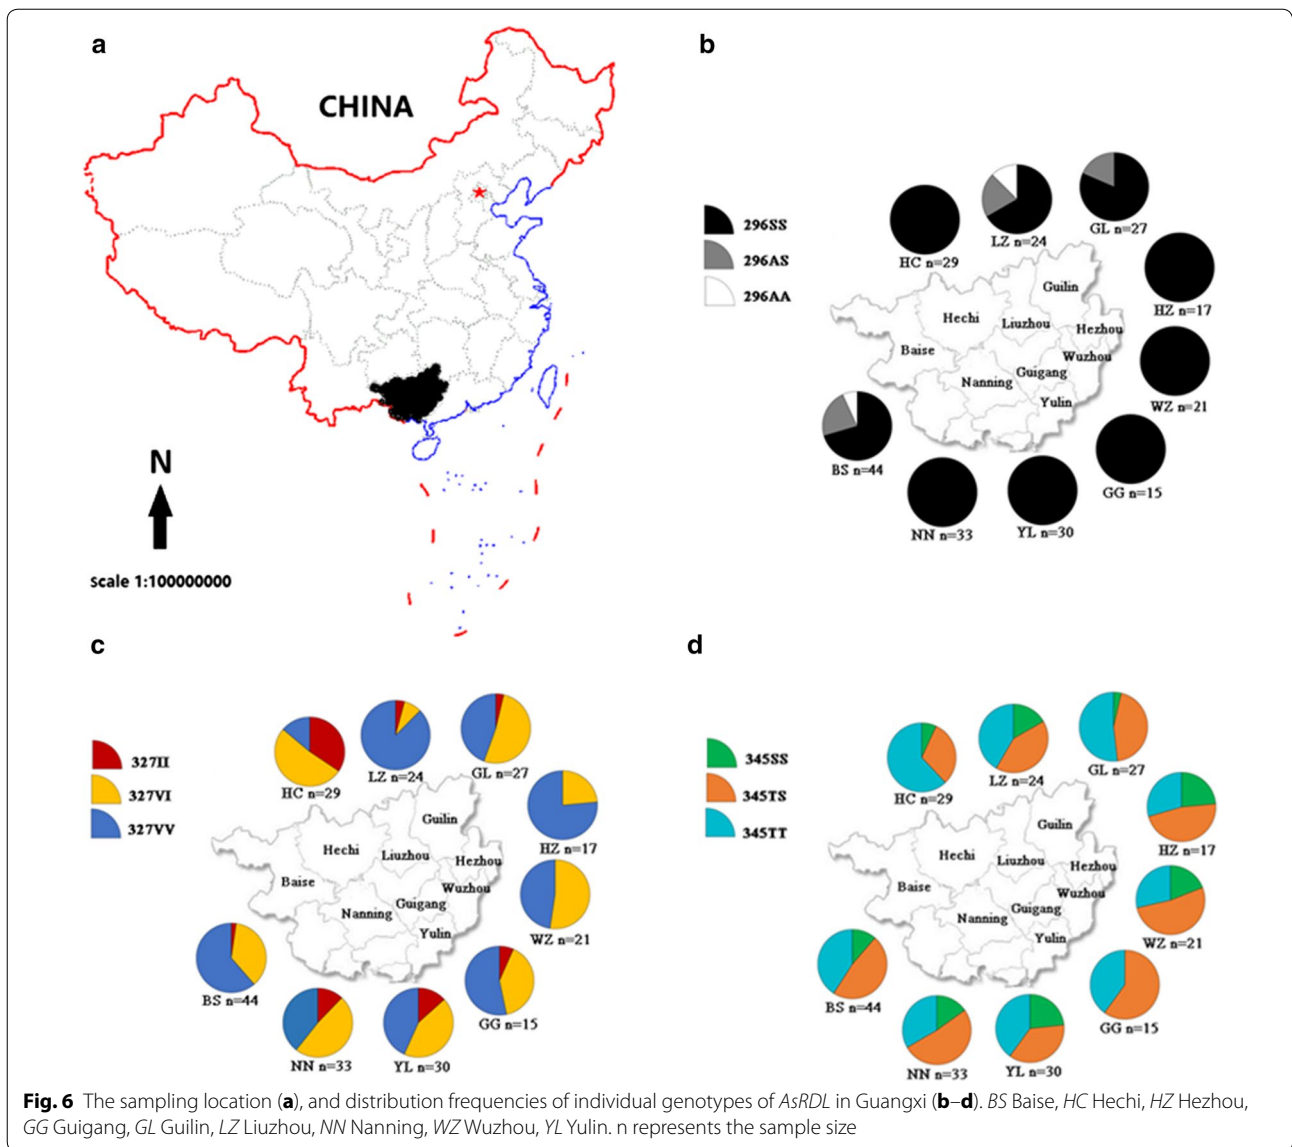 a
CHINA
N
scale 1:100000000
b
296SS
296AS
296AA
HC n=29
LZ n=24
GL n=27
HZ n=17
WZ n=21
GG n=15
YL n=30
NN n=33
BS n=44
Guilin
Hechi
Liuzhou
Hezhou
Baise
Wuzhou
Guigang
Nanning
Yulin
c
327II
327VI
327VV
HC n=29
LZ n=24
GL n=27
HZ n=17
WZ n=21
GG n=15
YL n=30
NN n=33
BS n=44
Guilin
Hechi
Liuzhou
Hezhou
Baise
Wuzhou
Guigang
Nanning
Yulin
d
345SS
345TS
345TT
HC n=29
LZ n=24
GL n=27
HZ n=17
WZ n=21
GG n=15
YL n=30
NN n=33
BS n=44
Guilin
Hechi
Liuzhou
Hezhou
Baise
Wuzhou
Guigang
Nanning
Yulin
Fig. 6 The sampling location (a), and distribution frequencies of individual genotypes of AsRDL in Guangxi (b–d). BS Baise, HC Hechi, HZ Hezhou,
GG Guigang, GL Guilin, LZ Liuzhou, NN Nanning, WZ Wuzhou, YL Yulin. n represents the sample size